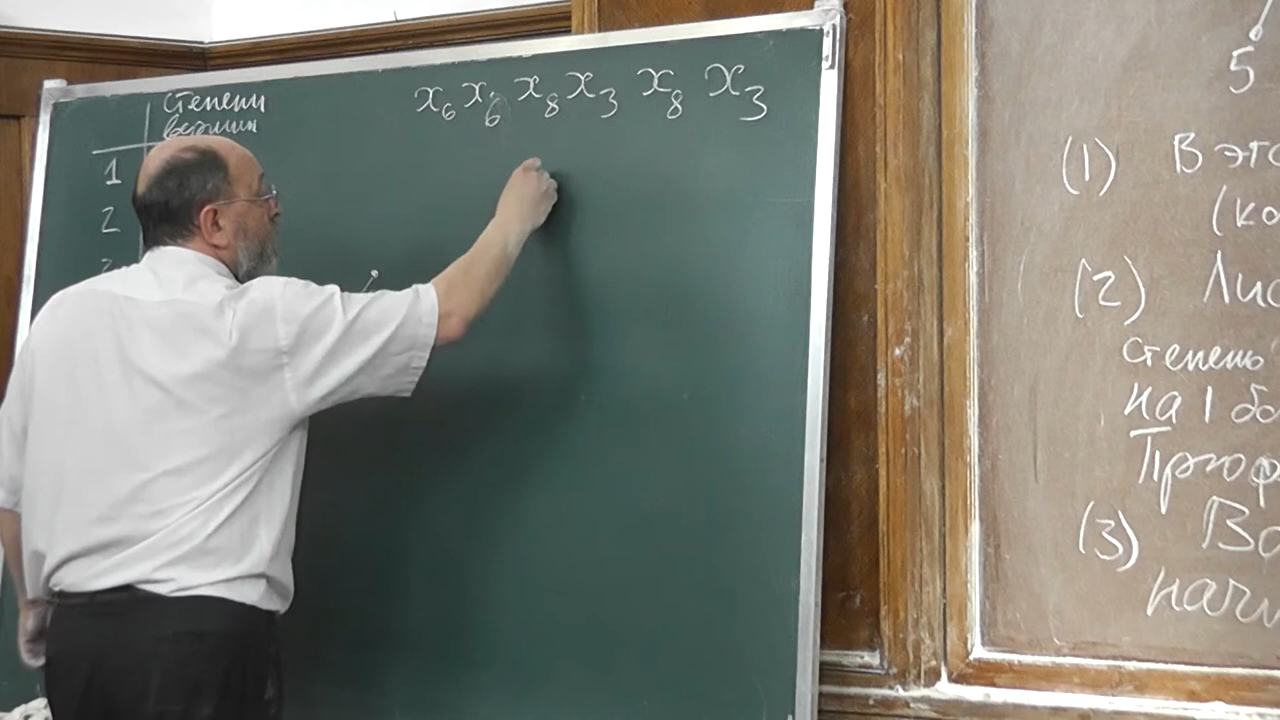 степени
вершин
1
2
x₆ x₆ x₈ x₃ x₈ x₃
5
(1) В это
(ко
(2) Лис
степень
на 1 бо
(3) Во
начи